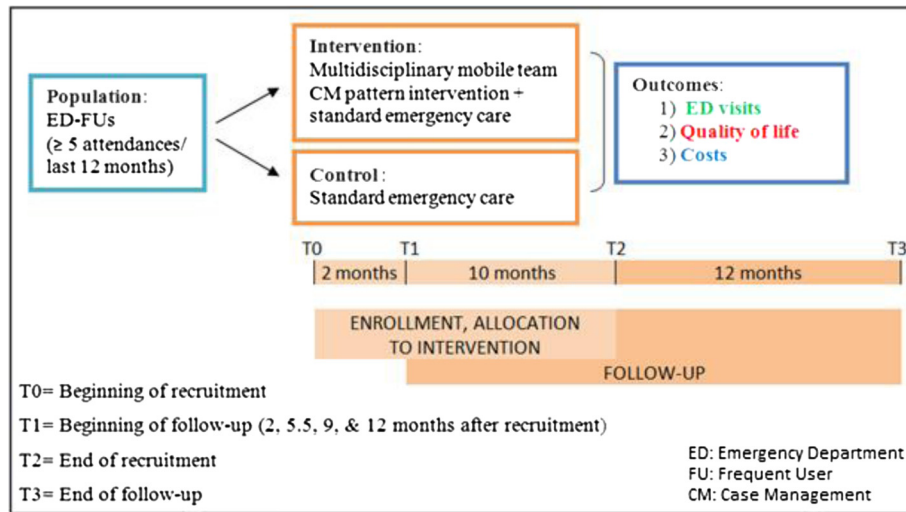 Population:
ED-FUs
(≥ 5 attendances/
last 12 months)
Intervention:
Multidisciplinary mobile team
CM pattern intervention +
standard emergency care
Control :
Standard emergency care
Outcomes:
1) ED visits
2) Quality of life
3) Costs
T0 T1 T2 T3
2 months 10 months 12 months
ENROLLMENT, ALLOCATION
TO INTERVENTION
FOLLOW-UP
T0= Beginning of recruitment
T1= Beginning of follow-up (2, 5.5, 9, & 12 months after recruitment)
T2= End of recruitment
T3= End of follow-up
ED: Emergency Department
FU: Frequent User
CM: Case Management